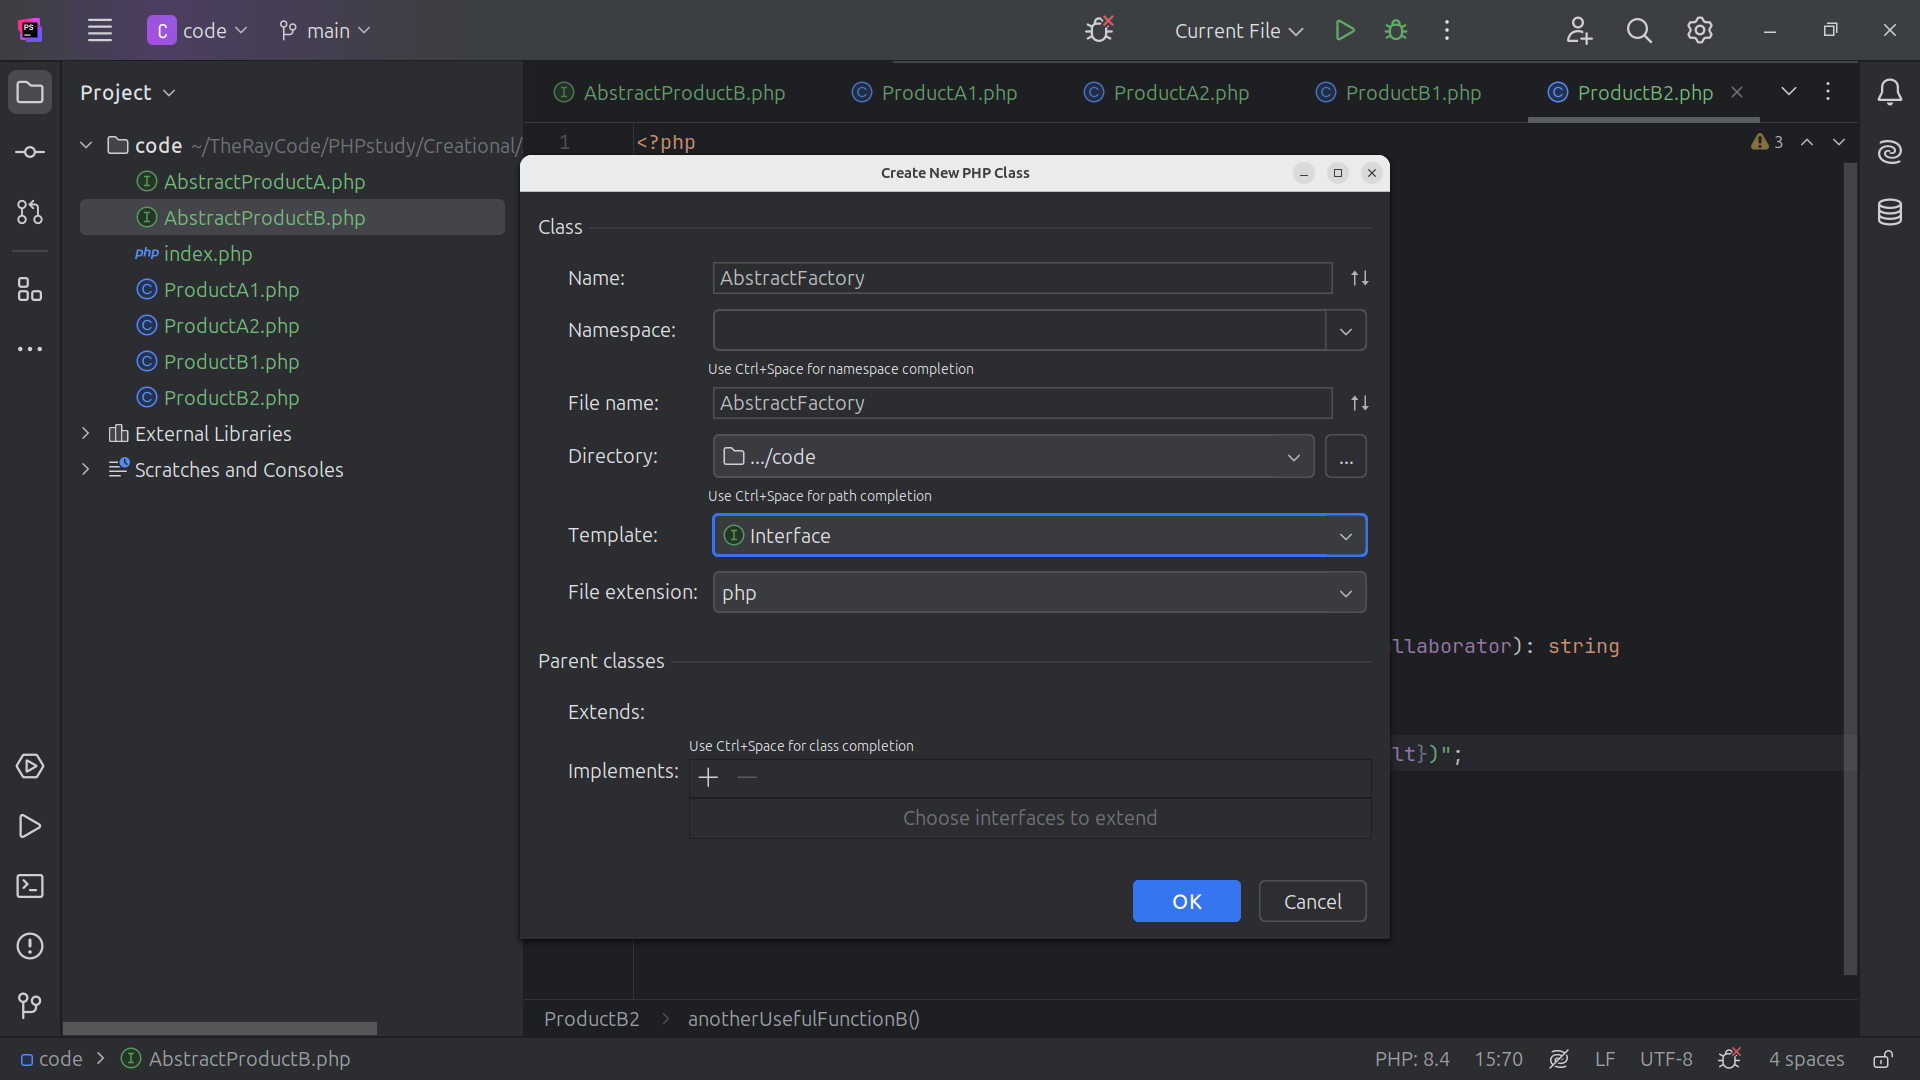 PS
C code
main
Current File
Project
AbstractProductB.php
ProductA1.php
ProductA2.php
ProductB1.php
ProductB2.php
code ~/TheRayCode/PHPstudy/Creational/
AbstractProductA.php
AbstractProductB.php
php index.php
ProductA1.php
ProductA2.php
ProductB1.php
ProductB2.php
External Libraries
Scratches and Consoles
1 <?php
3
Create New PHP Class
Class
Name: AbstractFactory
Namespace:
Use Ctrl+Space for namespace completion
File name: AbstractFactory
Directory: .../code ...
Use Ctrl+Space for path completion
Template: I Interface
File extension: php
Parent classes
Extends:
Use Ctrl+Space for class completion
Implements:
Choose interfaces to extend
OK Cancel
llaborator): string
lt})";
ProductB2 > anotherUsefulFunctionB()
code > AbstractProductB.php
PHP: 8.4 15:70 LF UTF-8 4 spaces